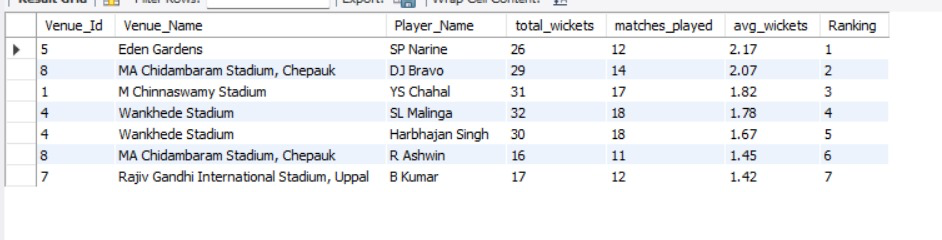 Result Grid Filter Rows: Export: Wrap Cell Content:
Venue_Id Venue_Name Player_Name total_wickets matches_played avg_wickets Ranking
5 Eden Gardens SP Narine 26 12 2.17 1
8 MA Chidambaram Stadium, Chepauk DJ Bravo 29 14 2.07 2
1 M Chinnaswamy Stadium YS Chahal 31 17 1.82 3
4 Wankhede Stadium SL Malinga 32 18 1.78 4
4 Wankhede Stadium Harbhajan Singh 30 18 1.67 5
8 MA Chidambaram Stadium, Chepauk R Ashwin 16 11 1.45 6
7 Rajiv Gandhi International Stadium, Uppal B Kumar 17 12 1.42 7